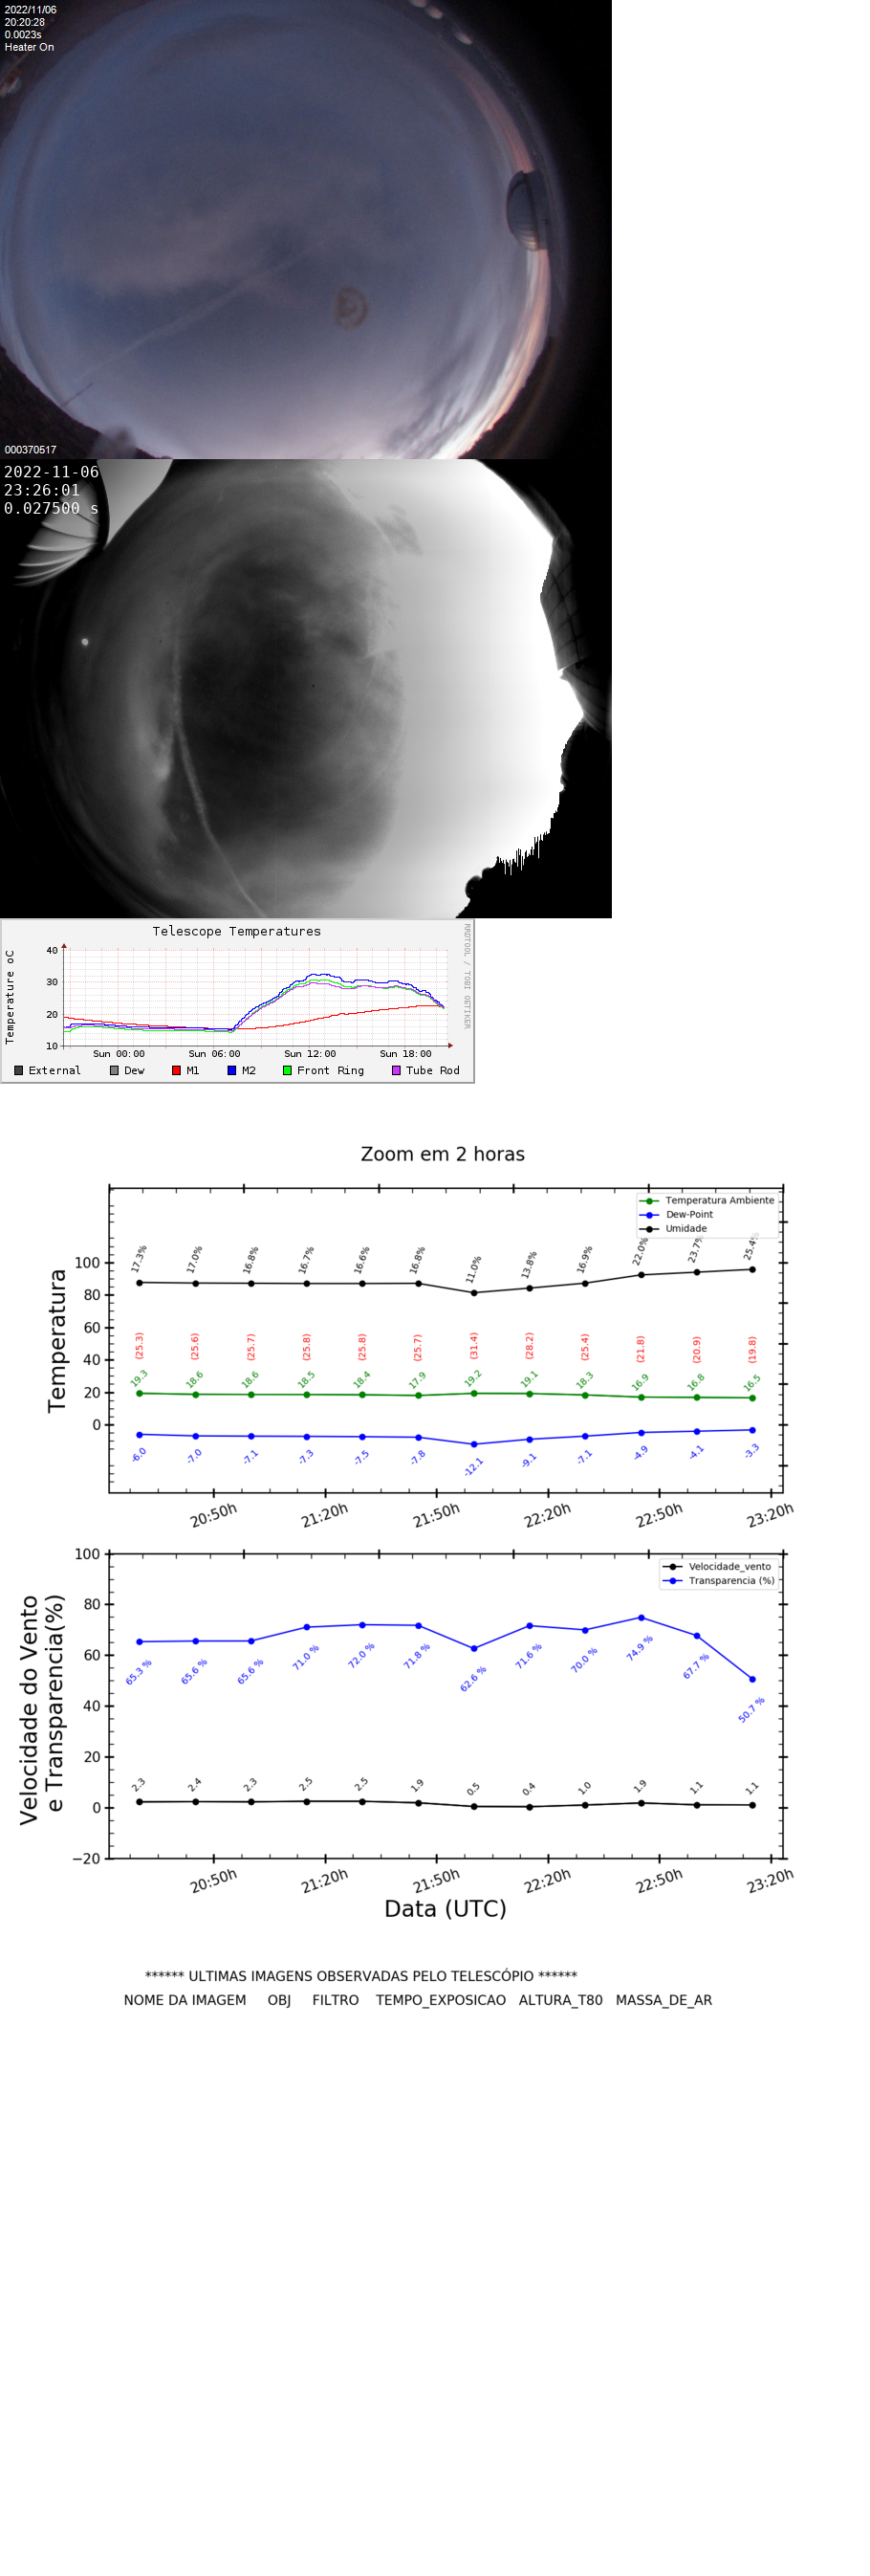 2022/11/06
20:20:28
0.0023s
Heater On
000370517
2022-11-06
23:26:01
0.027500 s
Telescope Temperatures
RRDTOOL / TOBI OETIKER
Temperature oC
40
30
20
10
Sun 00:00 Sun 06:00 Sun 12:00 Sun 18:00
External Dew M1 M2 Front Ring Tube Rod
Zoom em 2 horas
Temperatura Ambiente
Dew-Point
Umidade
Temperatura
100
80
60
40
20
0
17.3% 17.0% 16.8% 16.7% 16.6% 16.8% 11.0% 13.8% 16.9% 22.0% 23.7% 25.4%
(25.3) (25.6) (25.7) (25.8) (25.8) (25.7) (31.4) (28.2) (25.4) (21.8) (20.9) (19.8)
19.3 18.6 18.6 18.5 18.4 17.9 19.2 19.1 18.3 16.9 16.8 16.5
-6.0 -7.0 -7.1 -7.3 -7.5 -7.8 -12.1 -9.1 -7.1 -4.9 -4.1 -3.3
20:50h 21:20h 21:50h 22:20h 22:50h 23:20h
Velocidade_vento
Transparencia (%)
Velocidade do Vento
e Transparencia(%)
100
80
60
40
20
0
−20
65.3 % 65.6 % 65.6 % 71.0 % 72.0 % 71.8 % 62.6 % 71.6 % 70.0 % 74.9 % 67.7 % 50.7 %
2.3 2.4 2.3 2.5 2.5 1.9 0.5 0.4 1.0 1.9 1.1 1.1
20:50h 21:20h 21:50h 22:20h 22:50h 23:20h
Data (UTC)
****** ULTIMAS IMAGENS OBSERVADAS PELO TELESCÓPIO ******
NOME DA IMAGEM OBJ FILTRO TEMPO_EXPOSICAO ALTURA_T80 MASSA_DE_AR